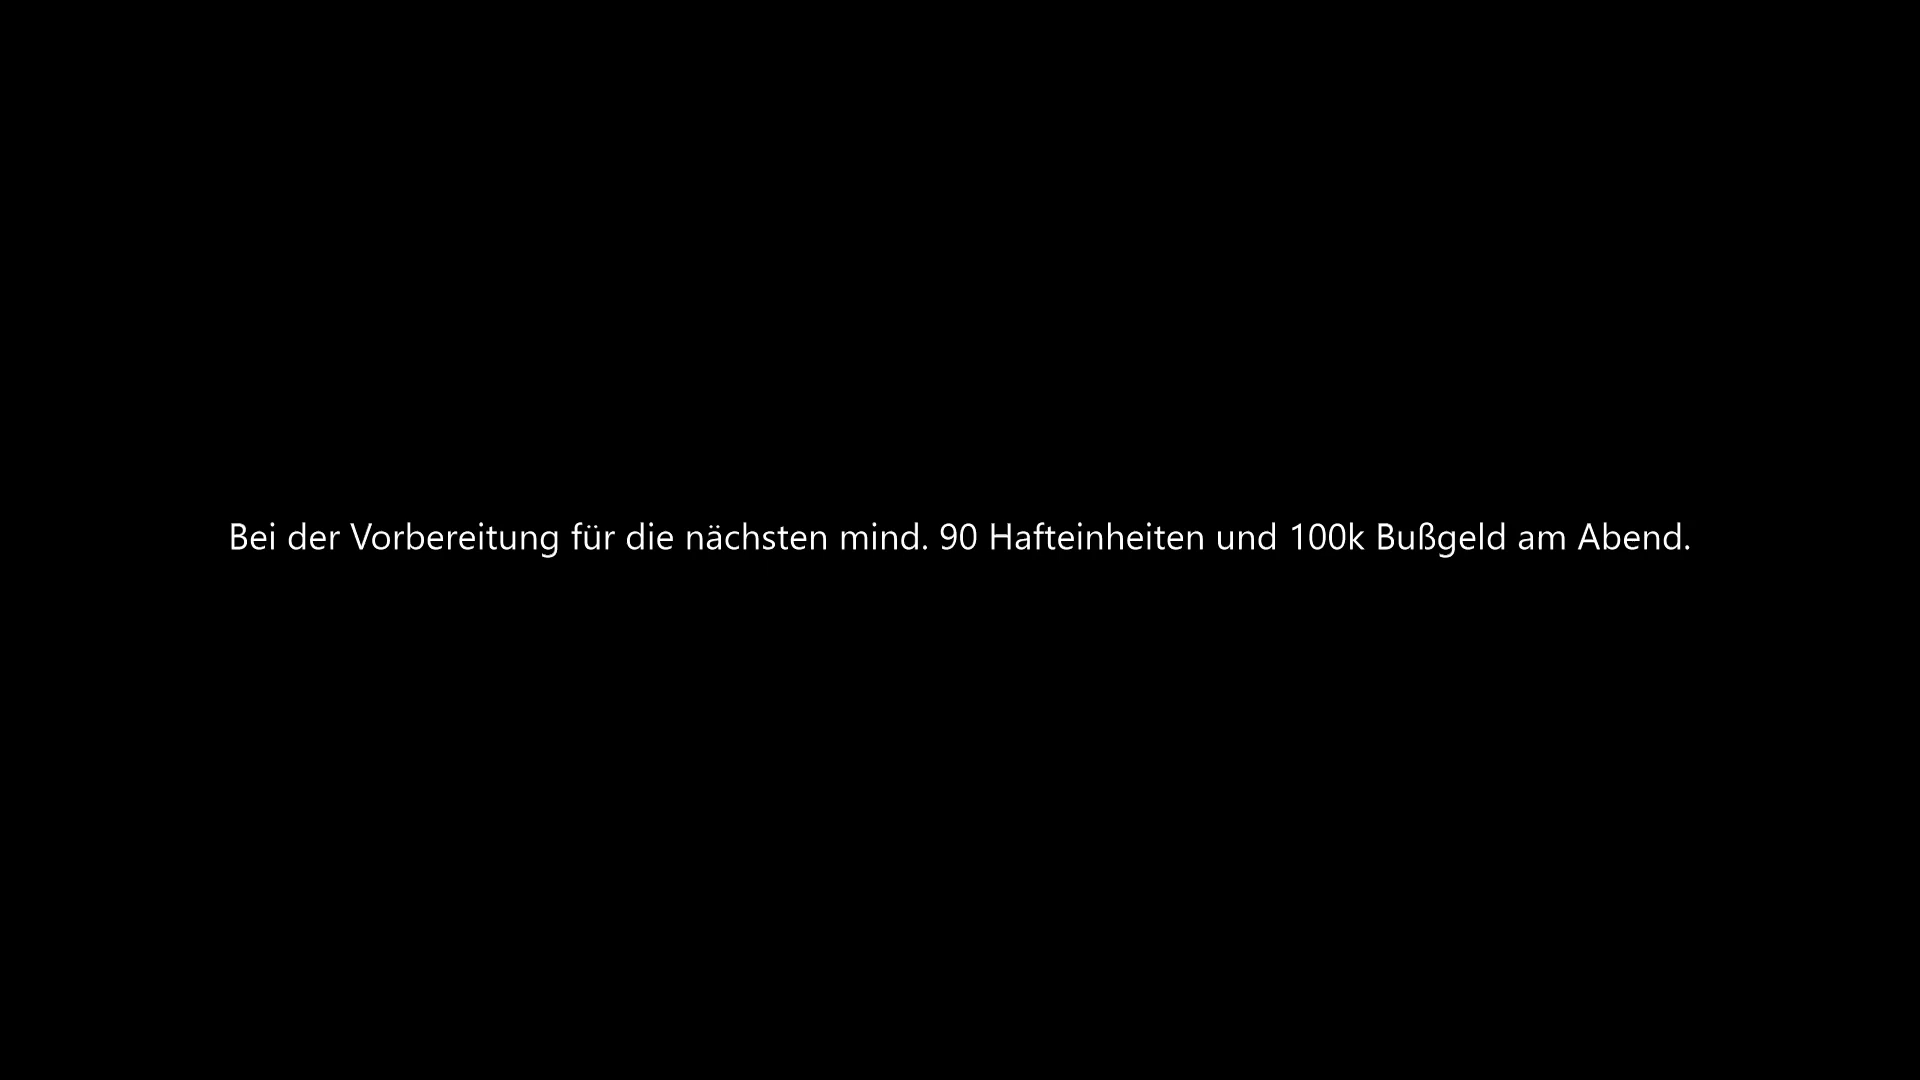 Bei der Vorbereitung für die nächsten mind. 90 Hafteinheiten und 100k Bußgeld am Abend.